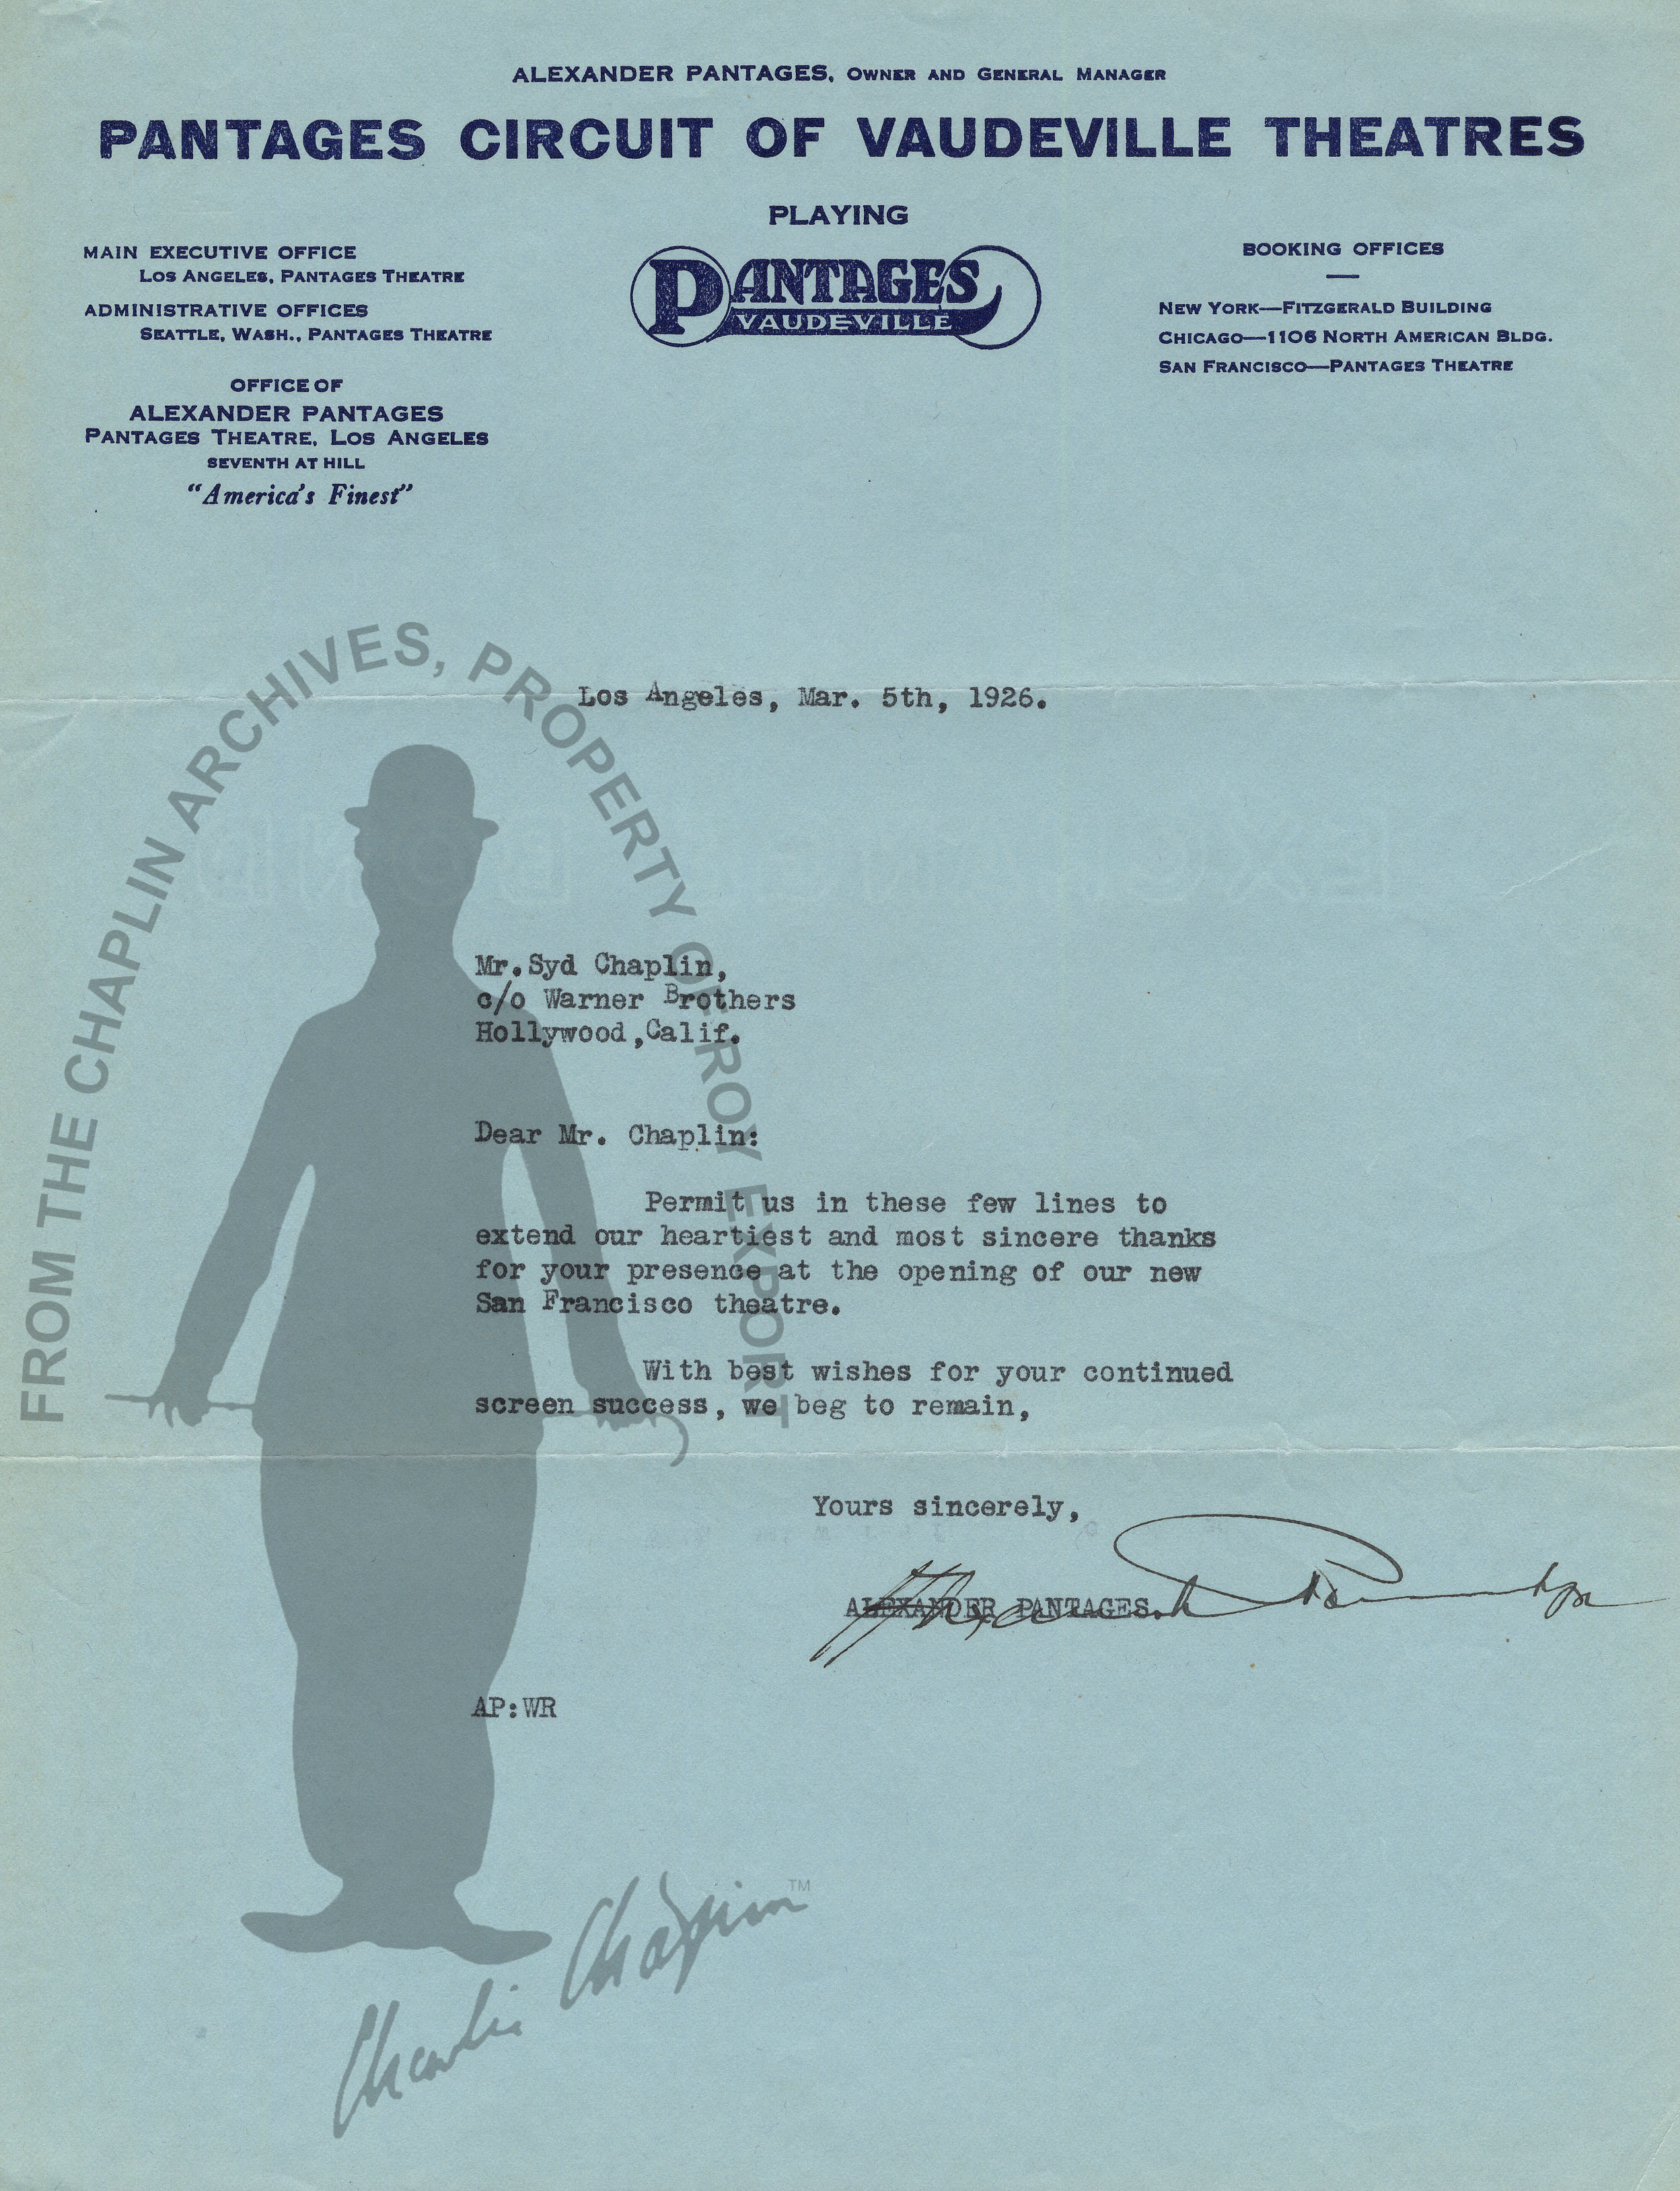 ALEXANDER PANTAGES, OWNER AND GENERAL MANAGER
PANTAGES CIRCUIT OF VAUDEVILLE THEATRES
PLAYING
PANTAGES
VAUDEVILLE
MAIN EXECUTIVE OFFICE
LOS ANGELES, PANTAGES THEATRE
ADMINISTRATIVE OFFICES
SEATTLE, WASH., PANTAGES THEATRE
OFFICE OF
ALEXANDER PANTAGES
PANTAGES THEATRE, LOS ANGELES
SEVENTH AT HILL
"America's Finest"
BOOKING OFFICES
NEW YORK—FITZGERALD BUILDING
CHICAGO—1106 NORTH AMERICAN BLDG.
SAN FRANCISCO—PANTAGES THEATRE
FROM THE CHAPLIN ARCHIVES, PROPERTY OF ROY EXPORT
Los Angeles, Mar. 5th, 1926.
Mr.Syd Chaplin,
c/o Warner Brothers
Hollywood,Calif.
Dear Mr. Chaplin:
Permit us in these few lines to
extend our heartiest and most sincere thanks
for your presence at the opening of our new
San Francisco theatre.
With best wishes for your continued
screen success, we beg to remain,
Yours sincerely,
Alexander Pantages
ALEXANDER PANTAGES.
AP:WR
Charlie Chaplin TM